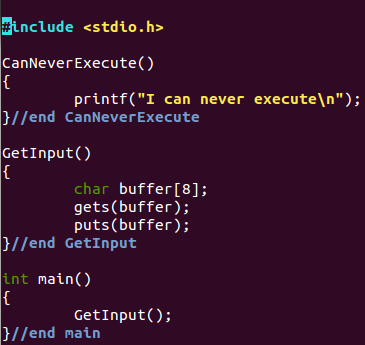 #include <stdio.h>
CanNeverExecute()
{
printf("I can never execute\n");
}//end CanNeverExecute
GetInput()
{
char buffer[8];
gets(buffer);
puts(buffer);
}//end GetInput
int main()
{
GetInput();
}//end main